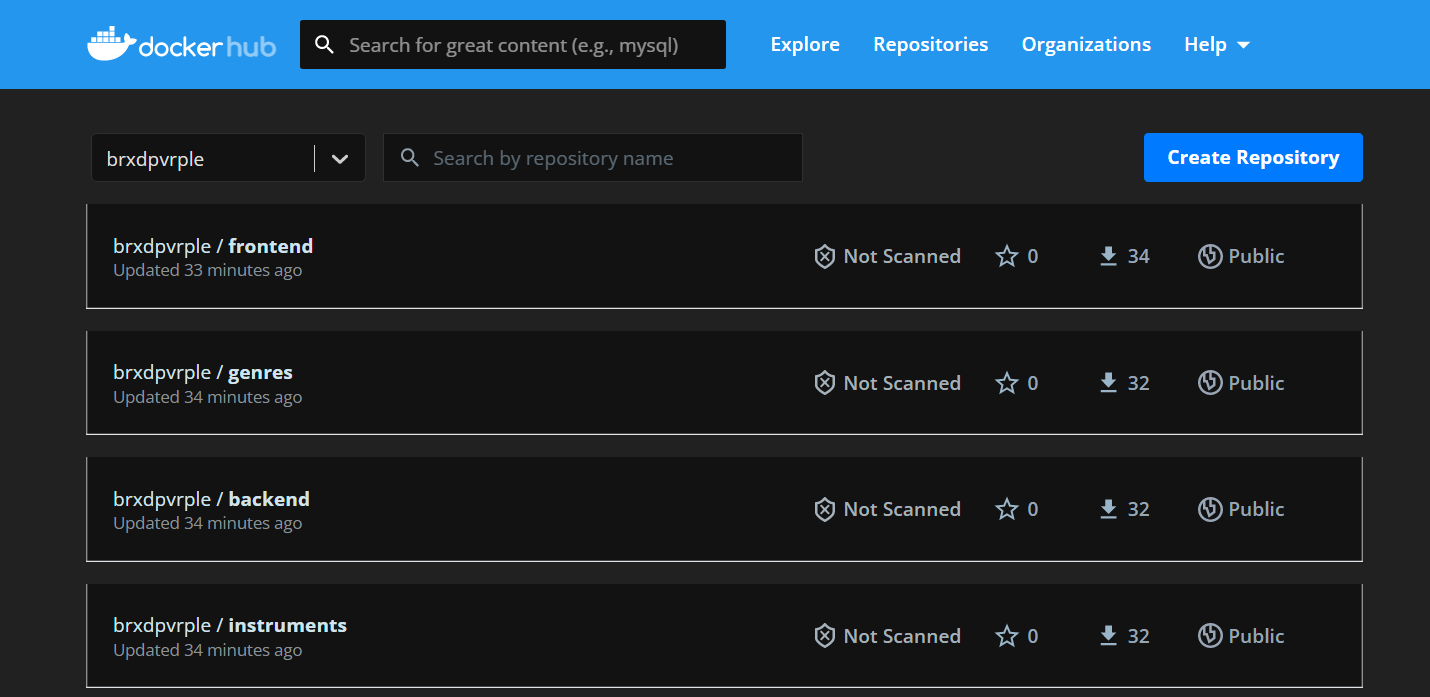 docker hub Search for great content (e.g., mysql) Explore Repositories Organizations Help
brxdpvrple Search by repository name Create Repository
brxdpvrple / frontend
Updated 33 minutes ago
Not Scanned 0 34 Public
brxdpvrple / genres
Updated 34 minutes ago
Not Scanned 0 32 Public
brxdpvrple / backend
Updated 34 minutes ago
Not Scanned 0 32 Public
brxdpvrple / instruments
Updated 34 minutes ago
Not Scanned 0 32 Public